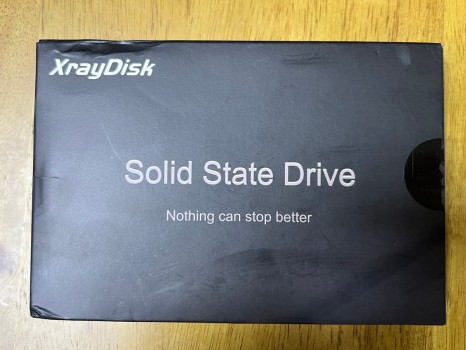 XrayDisk
Solid State Drive
Nothing can stop better